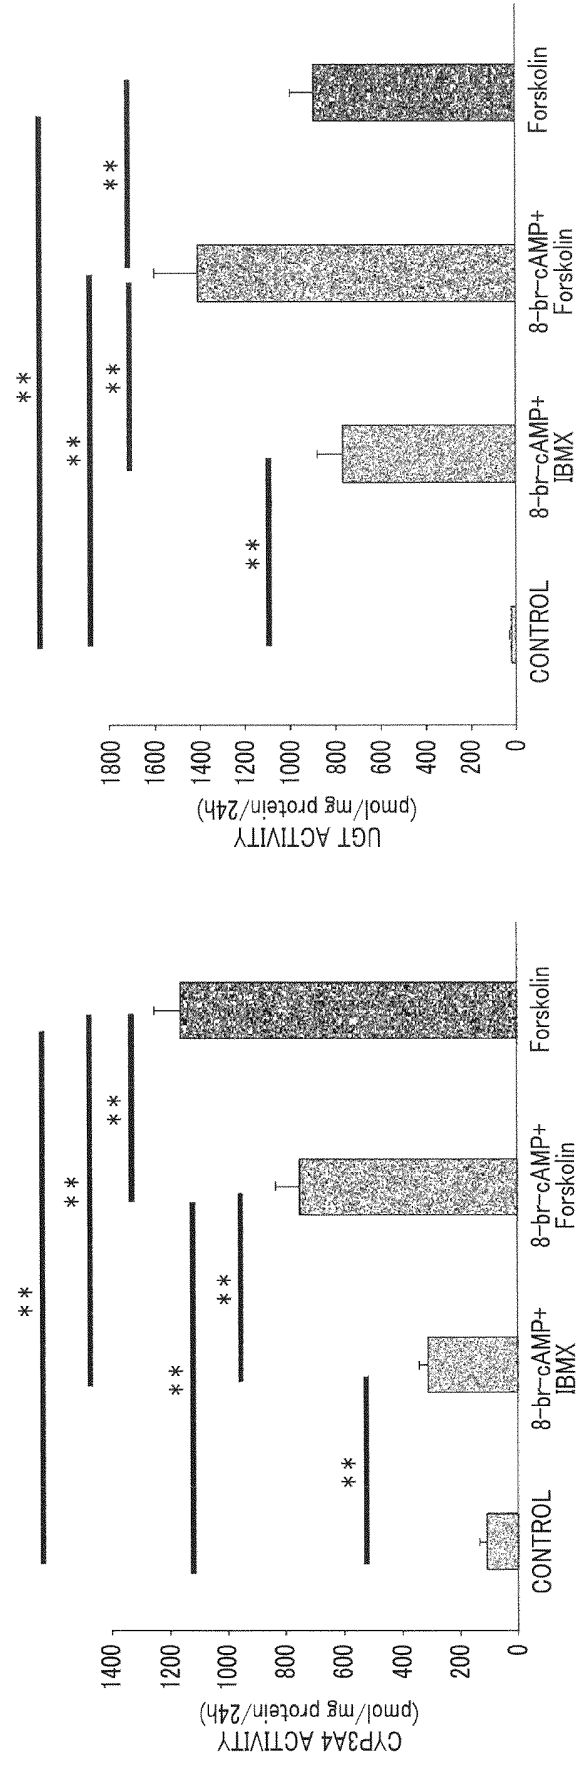 CYP3A4 ACTIVITY
(pmol/mg protein/24h)
1400
1200
1000
800
600
400
200
0
**
**
**
**
**
**
CONTROL
8-br-cAMP+
IBMX
8-br-cAMP+
Forskolin
Forskolin
UGT ACTIVITY
(pmol/mg protein/24h)
1800
1600
1400
1200
1000
800
600
400
200
0
**
**
**
**
**
CONTROL
8-br-cAMP+
IBMX
8-br-cAMP+
Forskolin
Forskolin